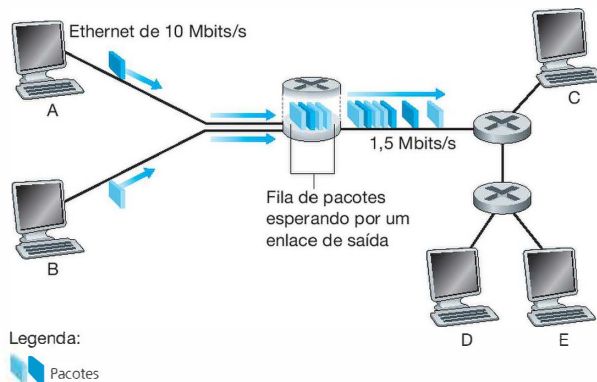 Ethernet de 10 Mbits/s
A
C
1,5 Mbits/s
Fila de pacotes
esperando por um
enlace de saída
B
D
E
Legenda:
Pacotes